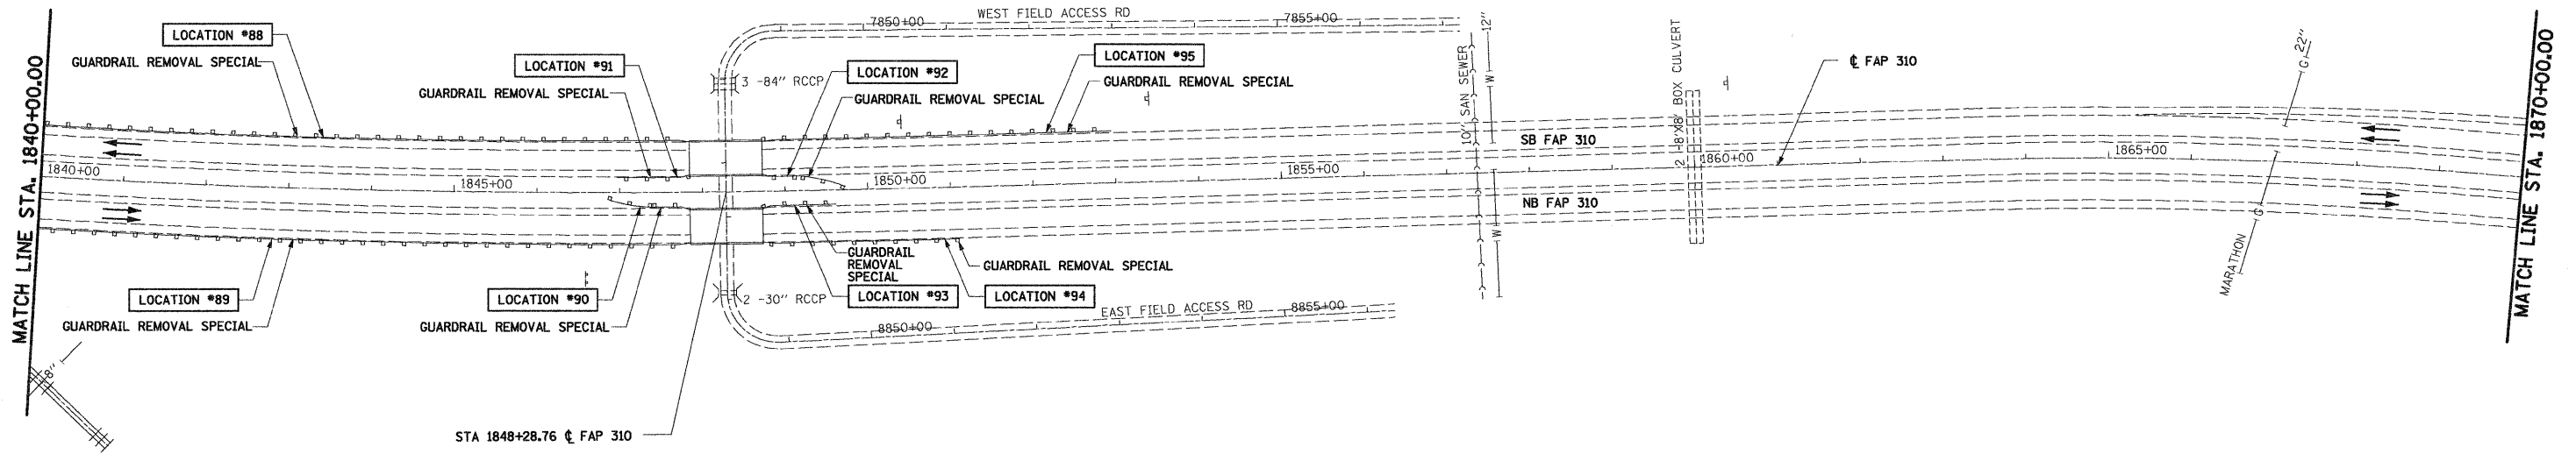 WEST FIELD ACCESS RD
7850+00
7855+00
12"
LOCATION #88
GUARDRAIL REMOVAL SPECIAL
LOCATION #91
GUARDRAIL REMOVAL SPECIAL
3 -84" RCCP
LOCATION #92
GUARDRAIL REMOVAL SPECIAL
LOCATION #95
GUARDRAIL REMOVAL SPECIAL
10" SAN SEWER
W
2 -8'X8' BOX CULVERT
℄ FAP 310
22"
G
MATCH LINE STA. 1840+00.00
MATCH LINE STA. 1870+00.00
SB FAP 310
1840+00
1845+00
1850+00
1855+00
1860+00
1865+00
NB FAP 310
W
G
MARATHON
GUARDRAIL
REMOVAL
SPECIAL
GUARDRAIL REMOVAL SPECIAL
LOCATION #89
GUARDRAIL REMOVAL SPECIAL
LOCATION #90
GUARDRAIL REMOVAL SPECIAL
2 -30" RCCP
LOCATION #93
LOCATION #94
EAST FIELD ACCESS RD
8850+00
8855+00
8"
STA 1848+28.76 ℄ FAP 310